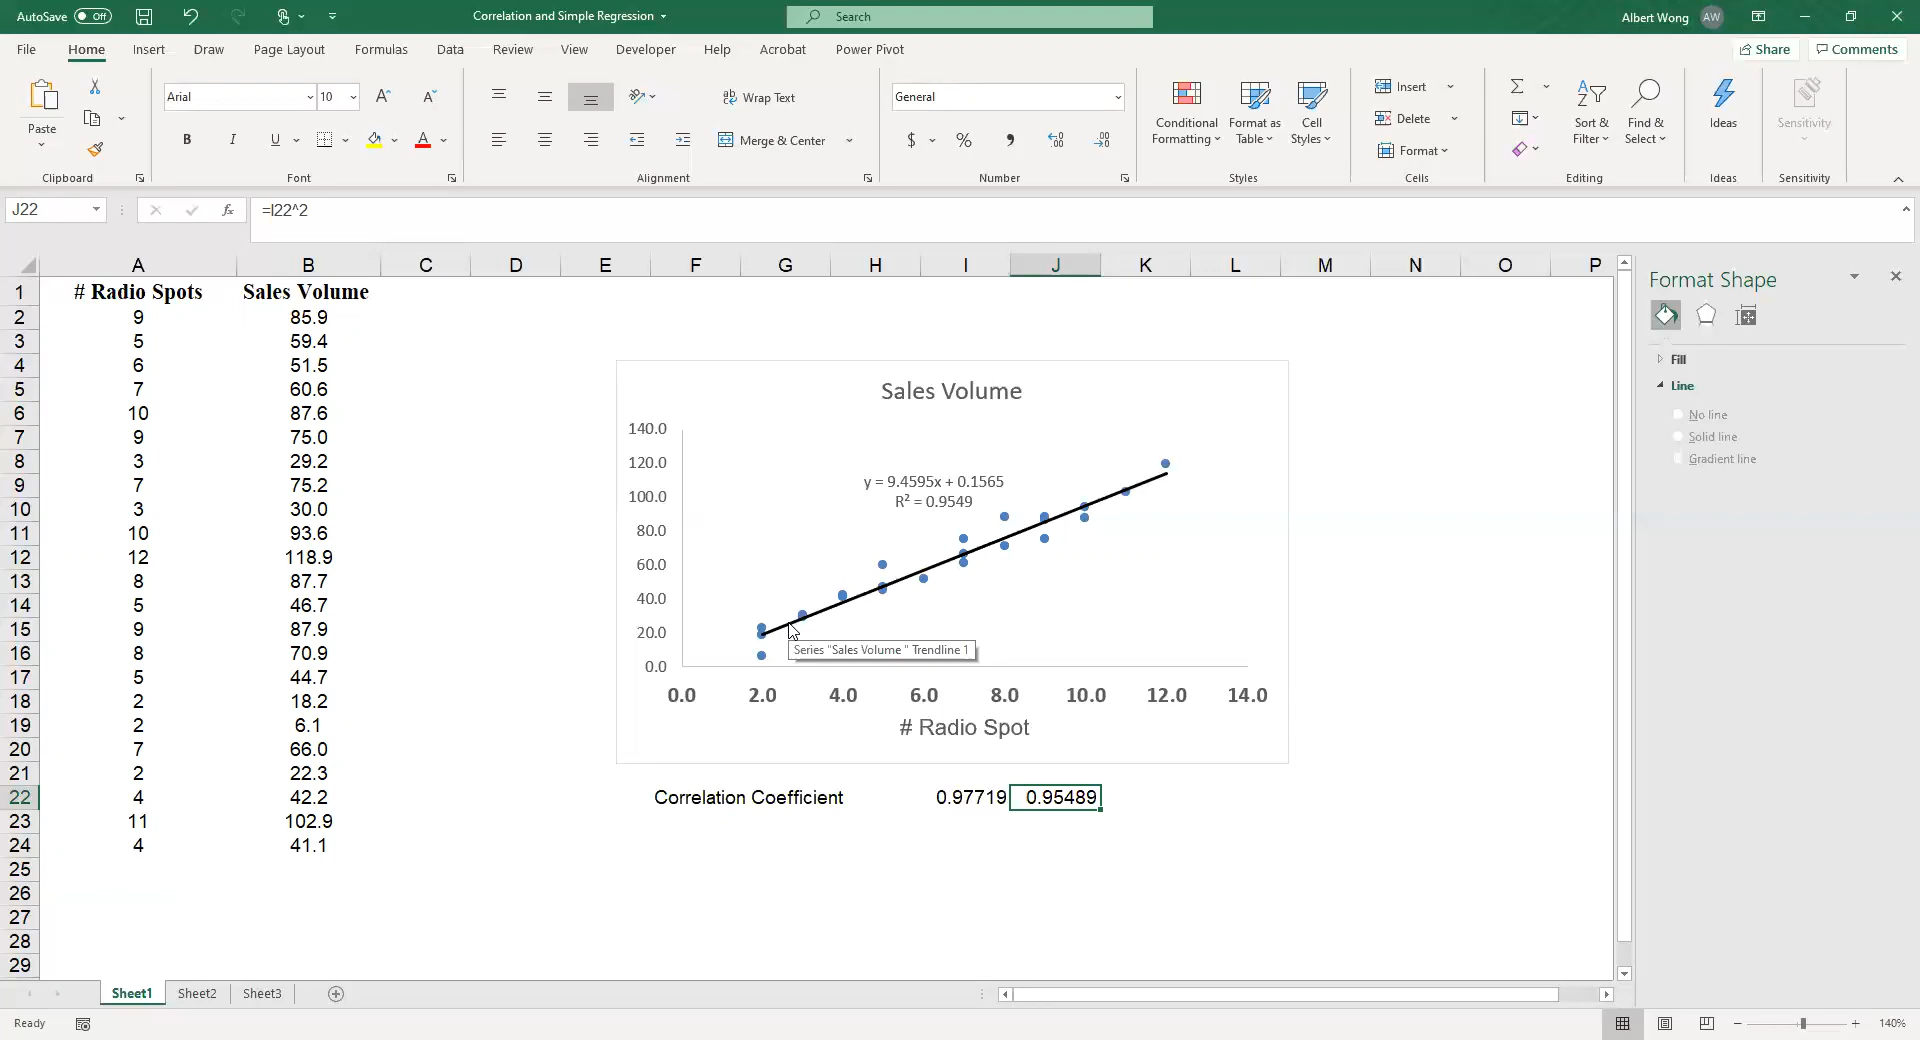 AutoSave Off Correlation and Simple Regression Search Albert Wong AW
File Home Insert Draw Page Layout Formulas Data Review View Developer Help Acrobat Power Pivot Share Comments
Paste
Arial 10
B I U A
Wrap Text
Merge & Center
General
$ % ,
Conditional Formatting
Format as Table
Cell Styles
Insert
Delete
Format
Sort & Filter
Find & Select
Ideas
Sensitivity
Clipboard Font Alignment Number Styles Cells Editing Ideas Sensitivity
J22 fx =I22^2
A B C D E F G H I J K L M N O P
1 # Radio Spots Sales Volume
2 9 85.9
3 5 59.4
4 6 51.5
5 7 60.6
6 10 87.6
7 9 75.0
8 3 29.2
9 7 75.2
10 3 30.0
11 10 93.6
12 12 118.9
13 8 87.7
14 5 46.7
15 9 87.9
16 8 70.9
17 5 44.7
18 2 18.2
19 2 6.1
20 7 66.0
21 2 22.3
22 4 42.2
23 11 102.9
24 4 41.1
25
26
27
28
29
Sales Volume
140.0
120.0
100.0
80.0
60.0
40.0
20.0
0.0
y = 9.4595x + 0.1565
R² = 0.9549
Series "Sales Volume " Trendline 1
0.0 2.0 4.0 6.0 8.0 10.0 12.0 14.0
# Radio Spot
Correlation Coefficient 0.97719 0.95489
Format Shape
Fill
Line
No line
Solid line
Gradient line
Sheet1 Sheet2 Sheet3
Ready 140%